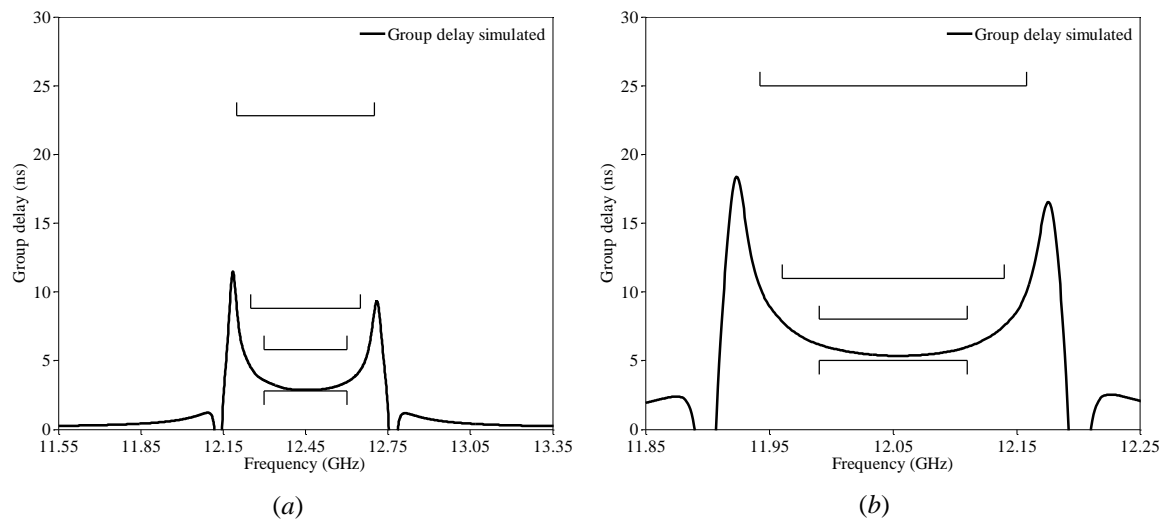 30
25
20
15
10
5
0
Group delay (ns)
Group delay simulated
11.55 11.85 12.15 12.45 12.75 13.05 13.35
Frequency (GHz)
(a)
30
25
20
15
10
5
0
Group delay (ns)
Group delay simulated
11.85 11.95 12.05 12.15 12.25
Frequency (GHz)
(b)